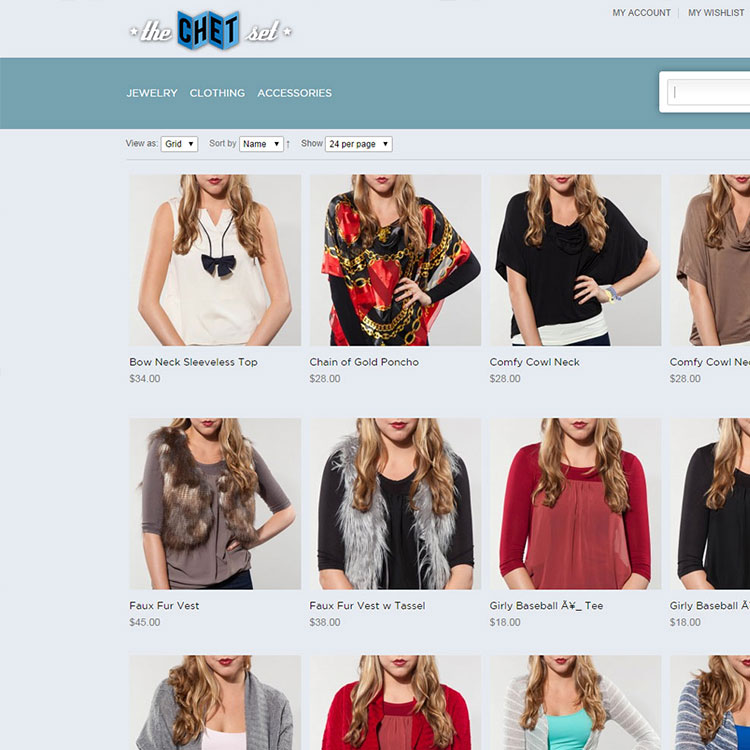 the CHET set
MY ACCOUNT MY WISHLIST
JEWELRY CLOTHING ACCESSORIES
View as: Grid Sort by Name Show 24 per page
Bow Neck Sleeveless Top Chain of Gold Poncho Comfy Cowl Neck Comfy Cowl Ne
$34.00 $28.00 $28.00 $28.00
Faux Fur Vest Faux Fur Vest w Tassel Girly Baseball Ã¥_ Tee Girly Baseball Ã
$45.00 $38.00 $18.00 $18.00